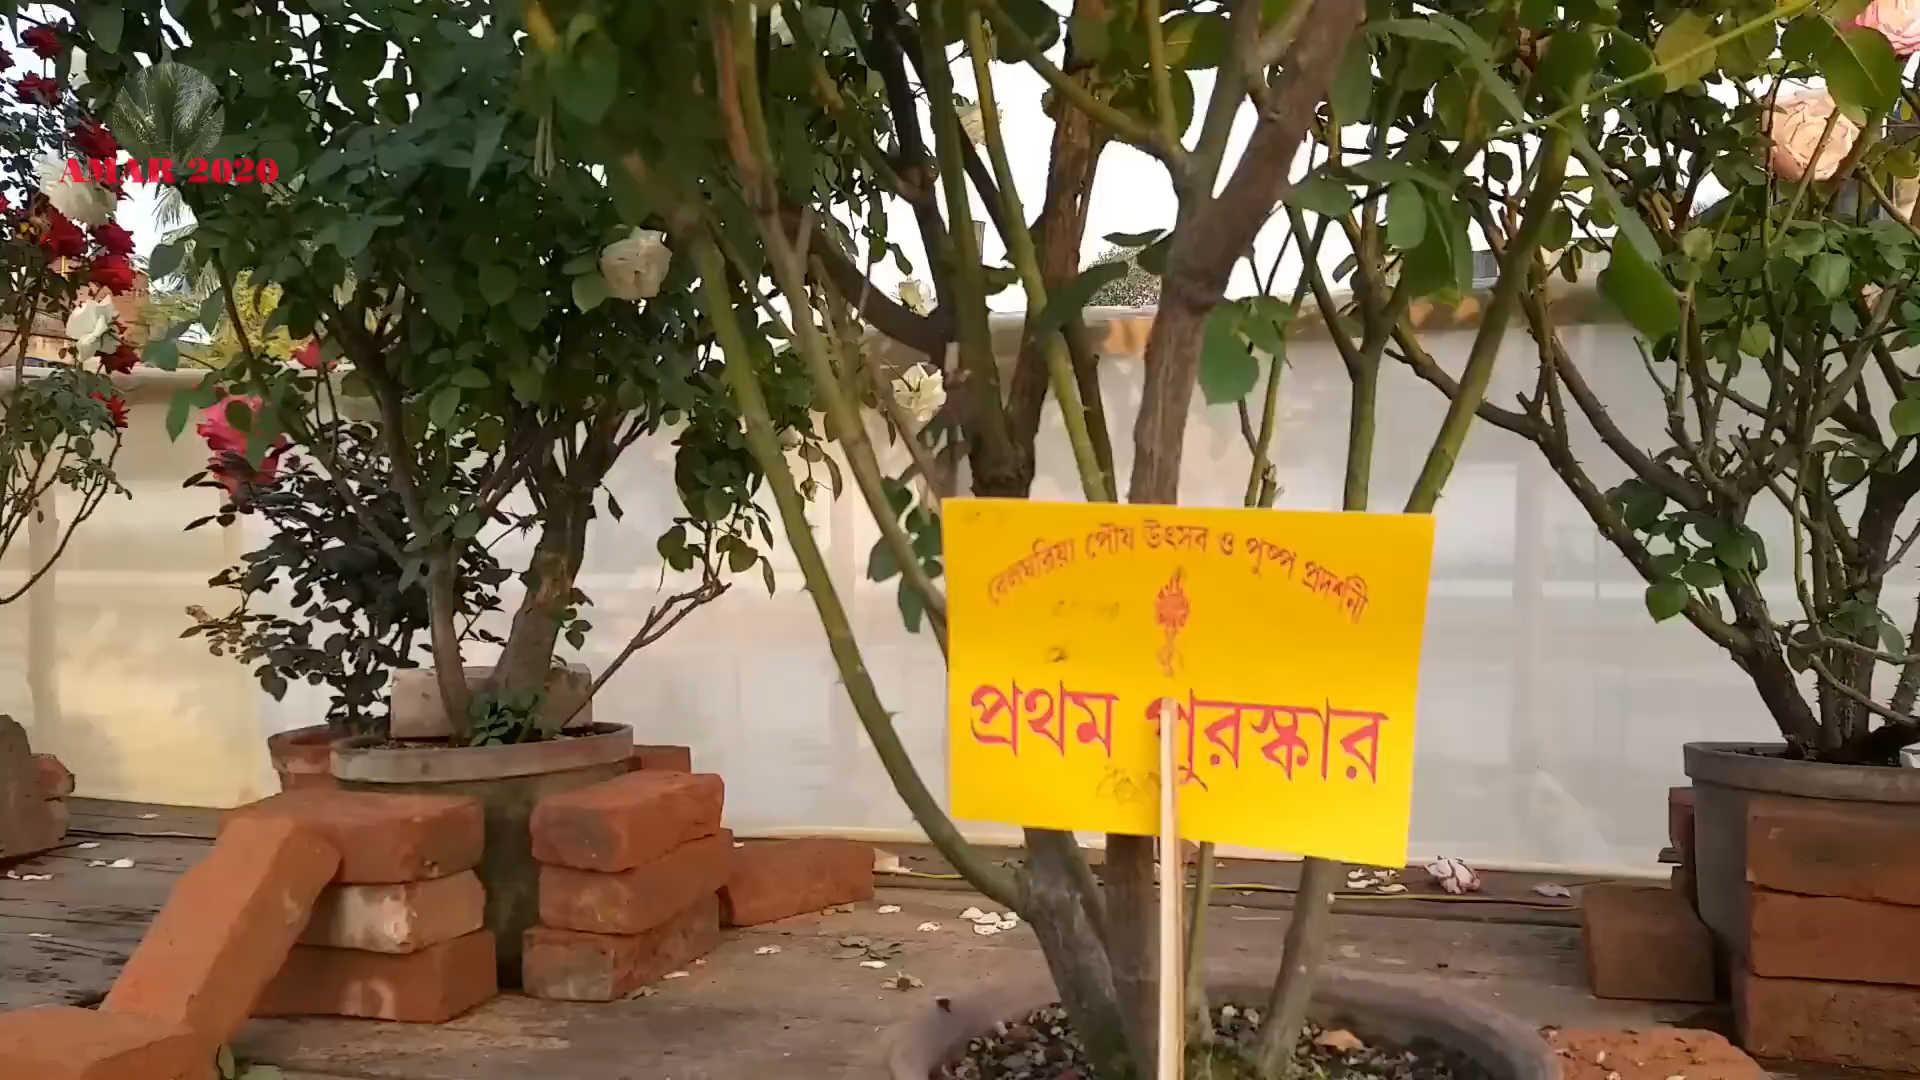 AMAR 2020
বেলঘরিয়া পৌষ উৎসব ও পুষ্প প্রদর্শনী
প্রথম পুরস্কার